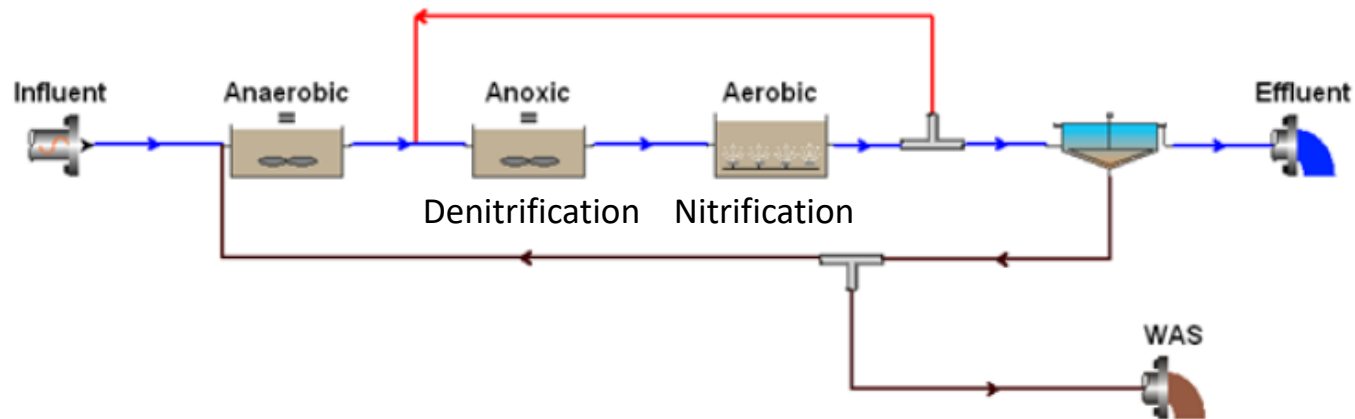 Influent
Anaerobic
Anoxic
Aerobic
Effluent
Denitrification
Nitrification
WAS